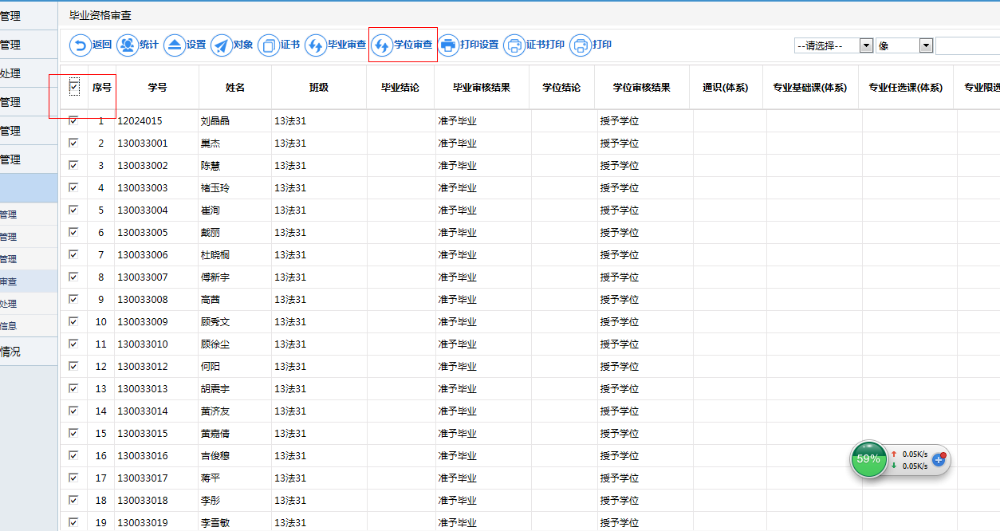 毕业资格审查
返回 统计 设置 对象 证书 毕业审查 学位审查 打印设置 证书打印 打印 --请选择-- 像
序号 学号 姓名 班级 毕业结论 毕业审核结果 学位结论 学位审核结果 通识(体系) 专业基础课(体系) 专业任选课(体系) 专业限选
1 12024015 刘晶晶 13法31 准予毕业 授予学位
2 130033001 巢杰 13法31 准予毕业 授予学位
3 130033002 陈慧 13法31 准予毕业 授予学位
4 130033003 褚玉玲 13法31 准予毕业 授予学位
5 130033004 崔洵 13法31 准予毕业 授予学位
6 130033005 戴丽 13法31 准予毕业 授予学位
7 130033006 杜晓桐 13法31 准予毕业 授予学位
8 130033007 傅新宇 13法31 准予毕业 授予学位
9 130033008 高茜 13法31 准予毕业 授予学位
10 130033009 顾秀文 13法31 准予毕业 授予学位
11 130033010 顾徐尘 13法31 准予毕业 授予学位
12 130033012 何阳 13法31 准予毕业 授予学位
13 130033013 胡震宇 13法31 准予毕业 授予学位
14 130033014 黄济友 13法31 准予毕业 授予学位
15 130033015 黄嘉倩 13法31 准予毕业 授予学位
16 130033016 吉俊穆 13法31 准予毕业 授予学位
17 130033017 蒋平 13法31 准予毕业 授予学位
18 130033018 李彤 13法31 准予毕业 授予学位
19 130033019 李雪敏 13法31 准予毕业 授予学位
管理
管理
处理
管理
管理
管理
管理
管理
管理
审查
处理
信息
情况
59%
0.05K/s
0.05K/s